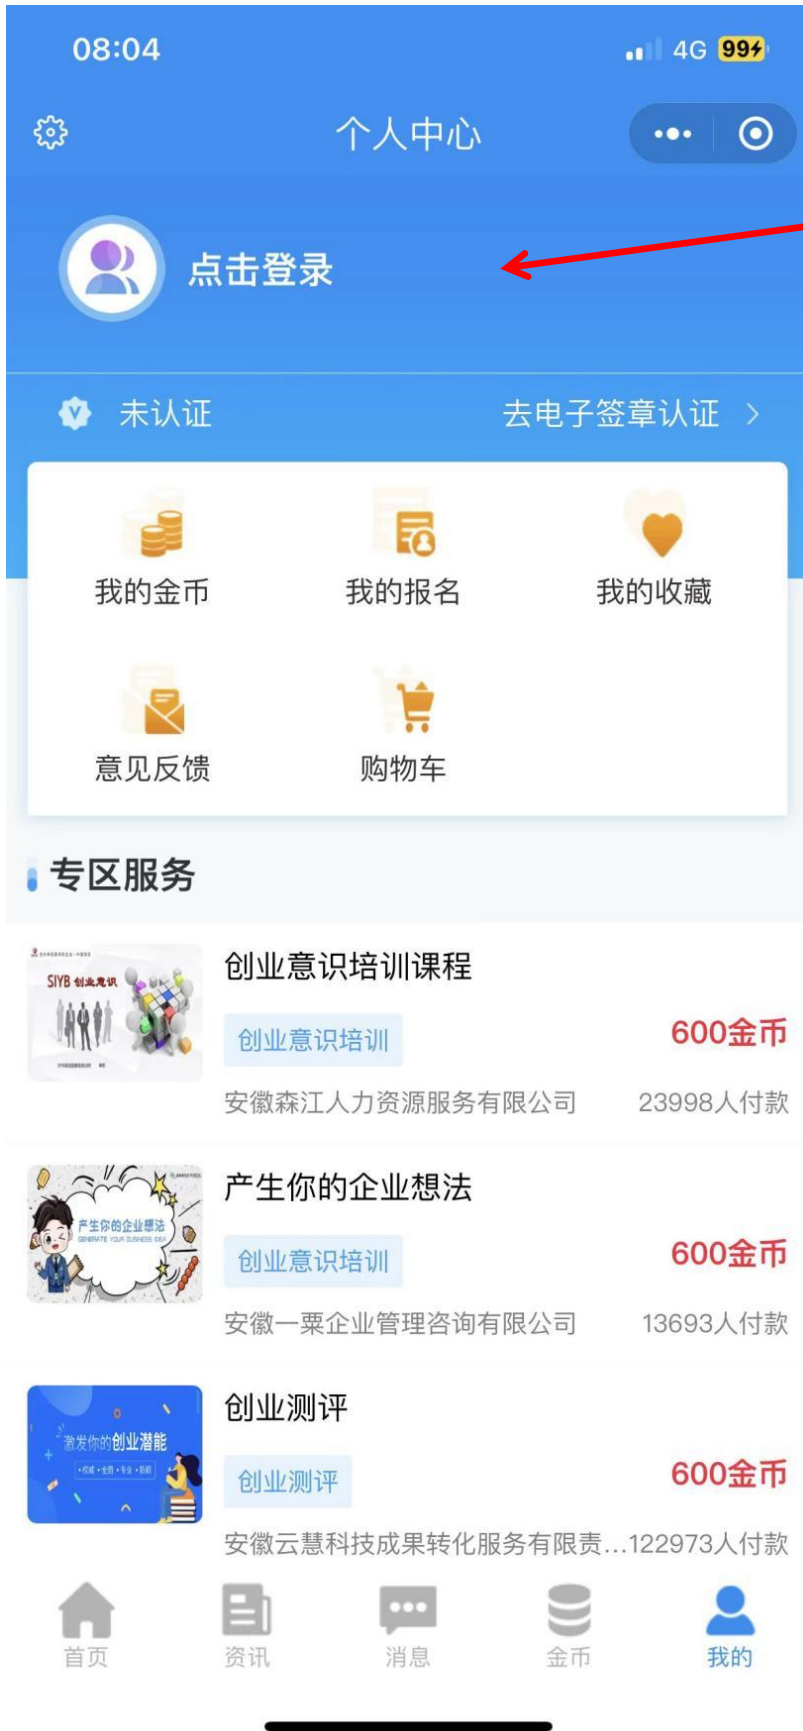 08:04
4G 99
个人中心
点击登录
未认证
去电子签章认证
我的金币
我的报名
我的收藏
意见反馈
购物车
专区服务
SIYB 创业意识
创业意识培训课程
创业意识培训
600金币
安徽森江人力资源服务有限公司
23998人付款
产生你的企业想法
GENERATE YOUR BUSINESS IDEA
产生你的企业想法
创业意识培训
600金币
安徽一粟企业管理咨询有限公司
13693人付款
激发你的创业潜能
创业测评
创业测评
600金币
安徽云慧科技成果转化服务有限责...122973人付款
首页
资讯
消息
金币
我的